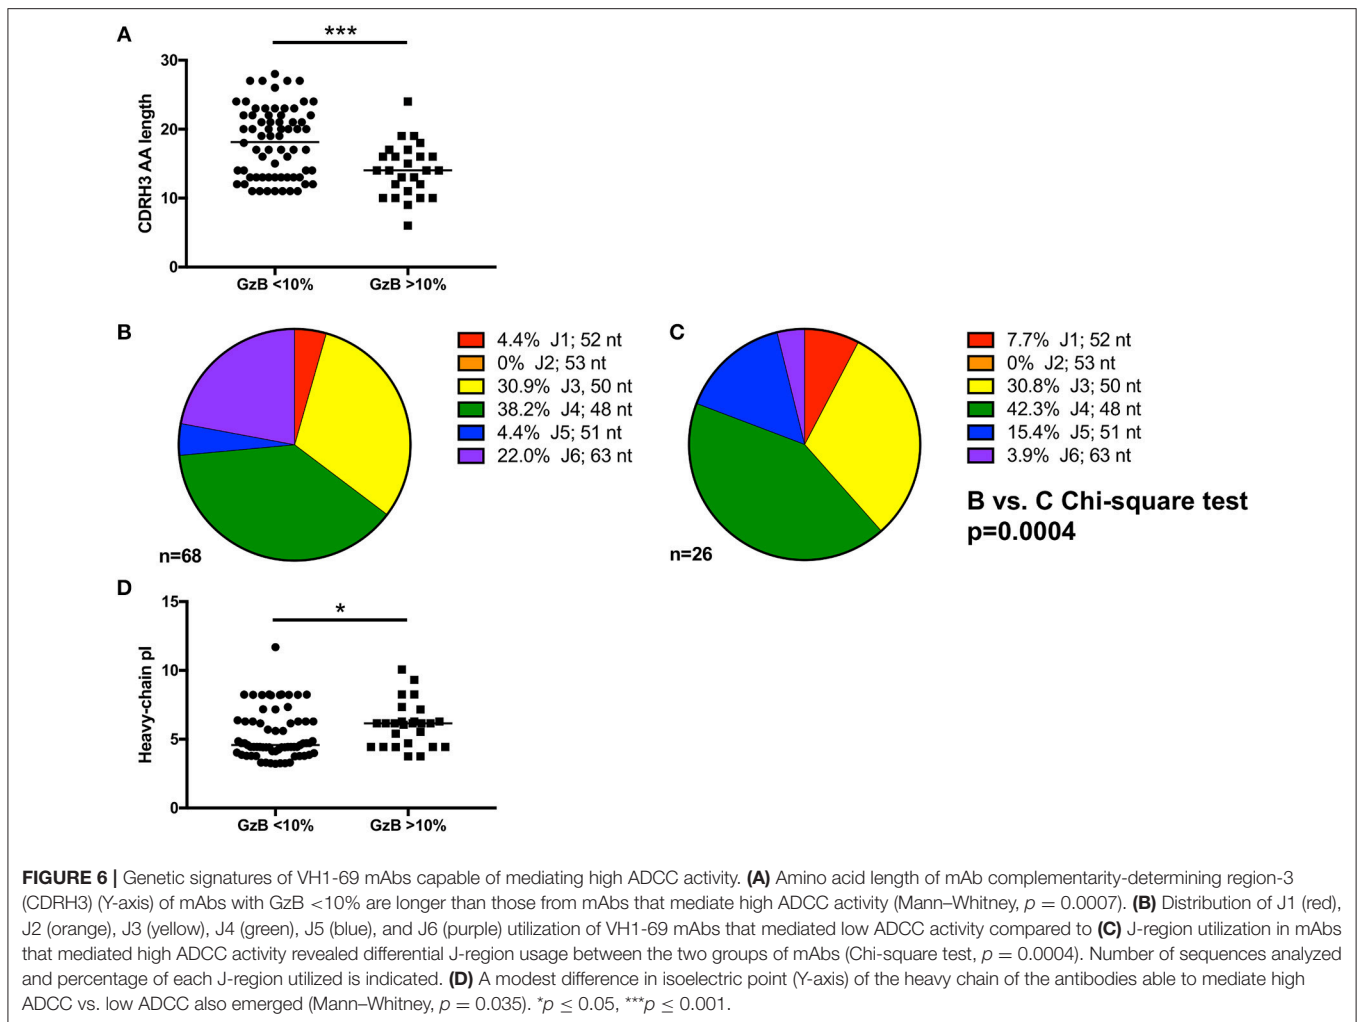 A
***
30
20
10
0
CDRH3 AA length
GzB <10%
GzB >10%
B
4.4% J1; 52 nt
0% J2; 53 nt
30.9% J3, 50 nt
38.2% J4; 48 nt
4.4% J5; 51 nt
22.0% J6; 63 nt
n=68
C
7.7% J1; 52 nt
0% J2; 53 nt
30.8% J3; 50 nt
42.3% J4; 48 nt
15.4% J5; 51 nt
3.9% J6; 63 nt
B vs. C Chi-square test
p=0.0004
n=26
D
*
15
10
5
0
Heavy-chain pI
GzB <10%
GzB >10%
FIGURE 6 | Genetic signatures of VH1-69 mAbs capable of mediating high ADCC activity. (A) Amino acid length of mAb complementarity-determining region-3
(CDRH3) (Y-axis) of mAbs with GzB <10% are longer than those from mAbs that mediate high ADCC activity (Mann–Whitney, p = 0.0007). (B) Distribution of J1 (red),
J2 (orange), J3 (yellow), J4 (green), J5 (blue), and J6 (purple) utilization of VH1-69 mAbs that mediated low ADCC activity compared to (C) J-region utilization in mAbs
that mediated high ADCC activity revealed differential J-region usage between the two groups of mAbs (Chi-square test, p = 0.0004). Number of sequences analyzed
and percentage of each J-region utilized is indicated. (D) A modest difference in isoelectric point (Y-axis) of the heavy chain of the antibodies able to mediate high
ADCC vs. low ADCC also emerged (Mann–Whitney, p = 0.035). *p ≤ 0.05, ***p ≤ 0.001.